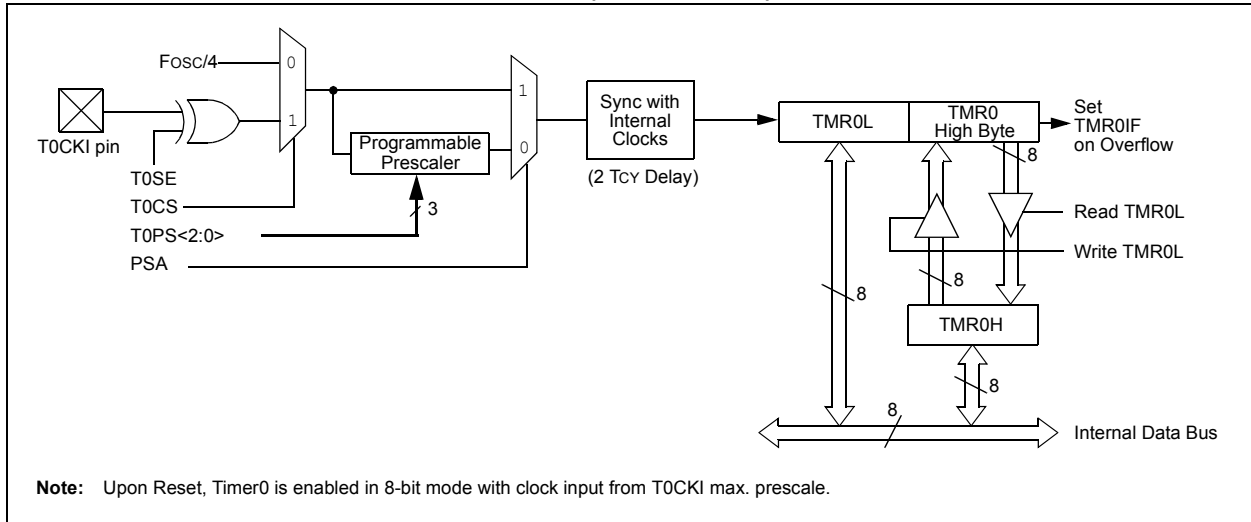 FOSC/4
0
1
T0CKI pin
T0SE
T0CS
T0PS<2:0>
PSA
Programmable
Prescaler
3
1
0
Sync with
Internal
Clocks
(2 TCY Delay)
TMR0L
TMR0
High Byte
Set
TMR0IF
on Overflow
8
Read TMR0L
Write TMR0L
8
8
TMR0H
8
8
Internal Data Bus
Note: Upon Reset, Timer0 is enabled in 8-bit mode with clock input from T0CKI max. prescale.